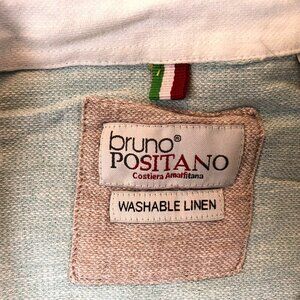 bruno®
POSITANO
Costiera Amalfitana
WASHABLE LINEN